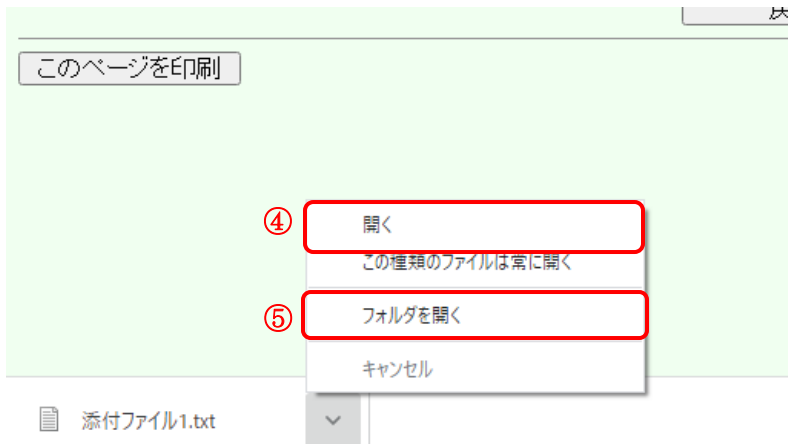 このページを印刷
④
開く
この種類のファイルは常に開く
⑤
フォルダを開く
キャンセル
添付ファイル1.txt